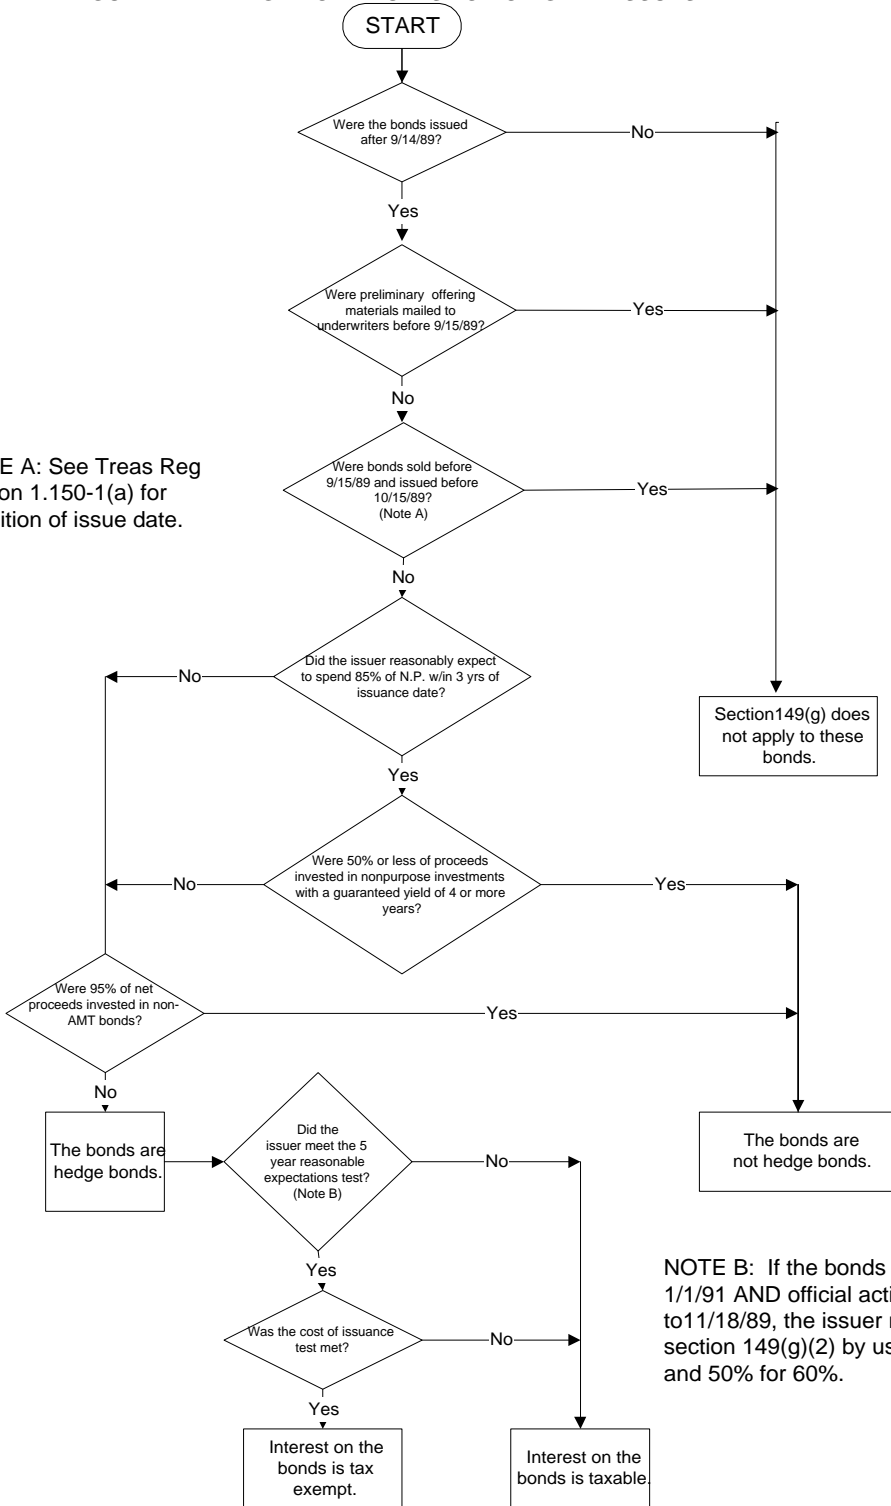 START
Were the bonds issued
after 9/14/89?
No
Yes
Were preliminary offering
materials mailed to
underwriters before 9/15/89?
Yes
No
E A: See Treas Reg
on 1.150-1(a) for
ition of issue date.
Were bonds sold before
9/15/89 and issued before
10/15/89?
(Note A)
Yes
No
Did the issuer reasonably expect
to spend 85% of N.P. w/in 3 yrs of
issuance date?
No
Yes
Section149(g) does
not apply to these
bonds.
Were 50% or less of proceeds
invested in nonpurpose investments
with a guaranteed yield of 4 or more
years?
No
Yes
Were 95% of net
proceeds invested in non-
AMT bonds?
Yes
No
The bonds are
hedge bonds.
Did the
issuer meet the 5
year reasonable
expectations test?
(Note B)
No
The bonds are
not hedge bonds.
Yes
NOTE B: If the bonds
1/1/91 AND official acti
to11/18/89, the issuer
section 149(g)(2) by us
and 50% for 60%.
Was the cost of issuance
test met?
No
Yes
Interest on the
bonds is tax
exempt.
Interest on the
bonds is taxable.